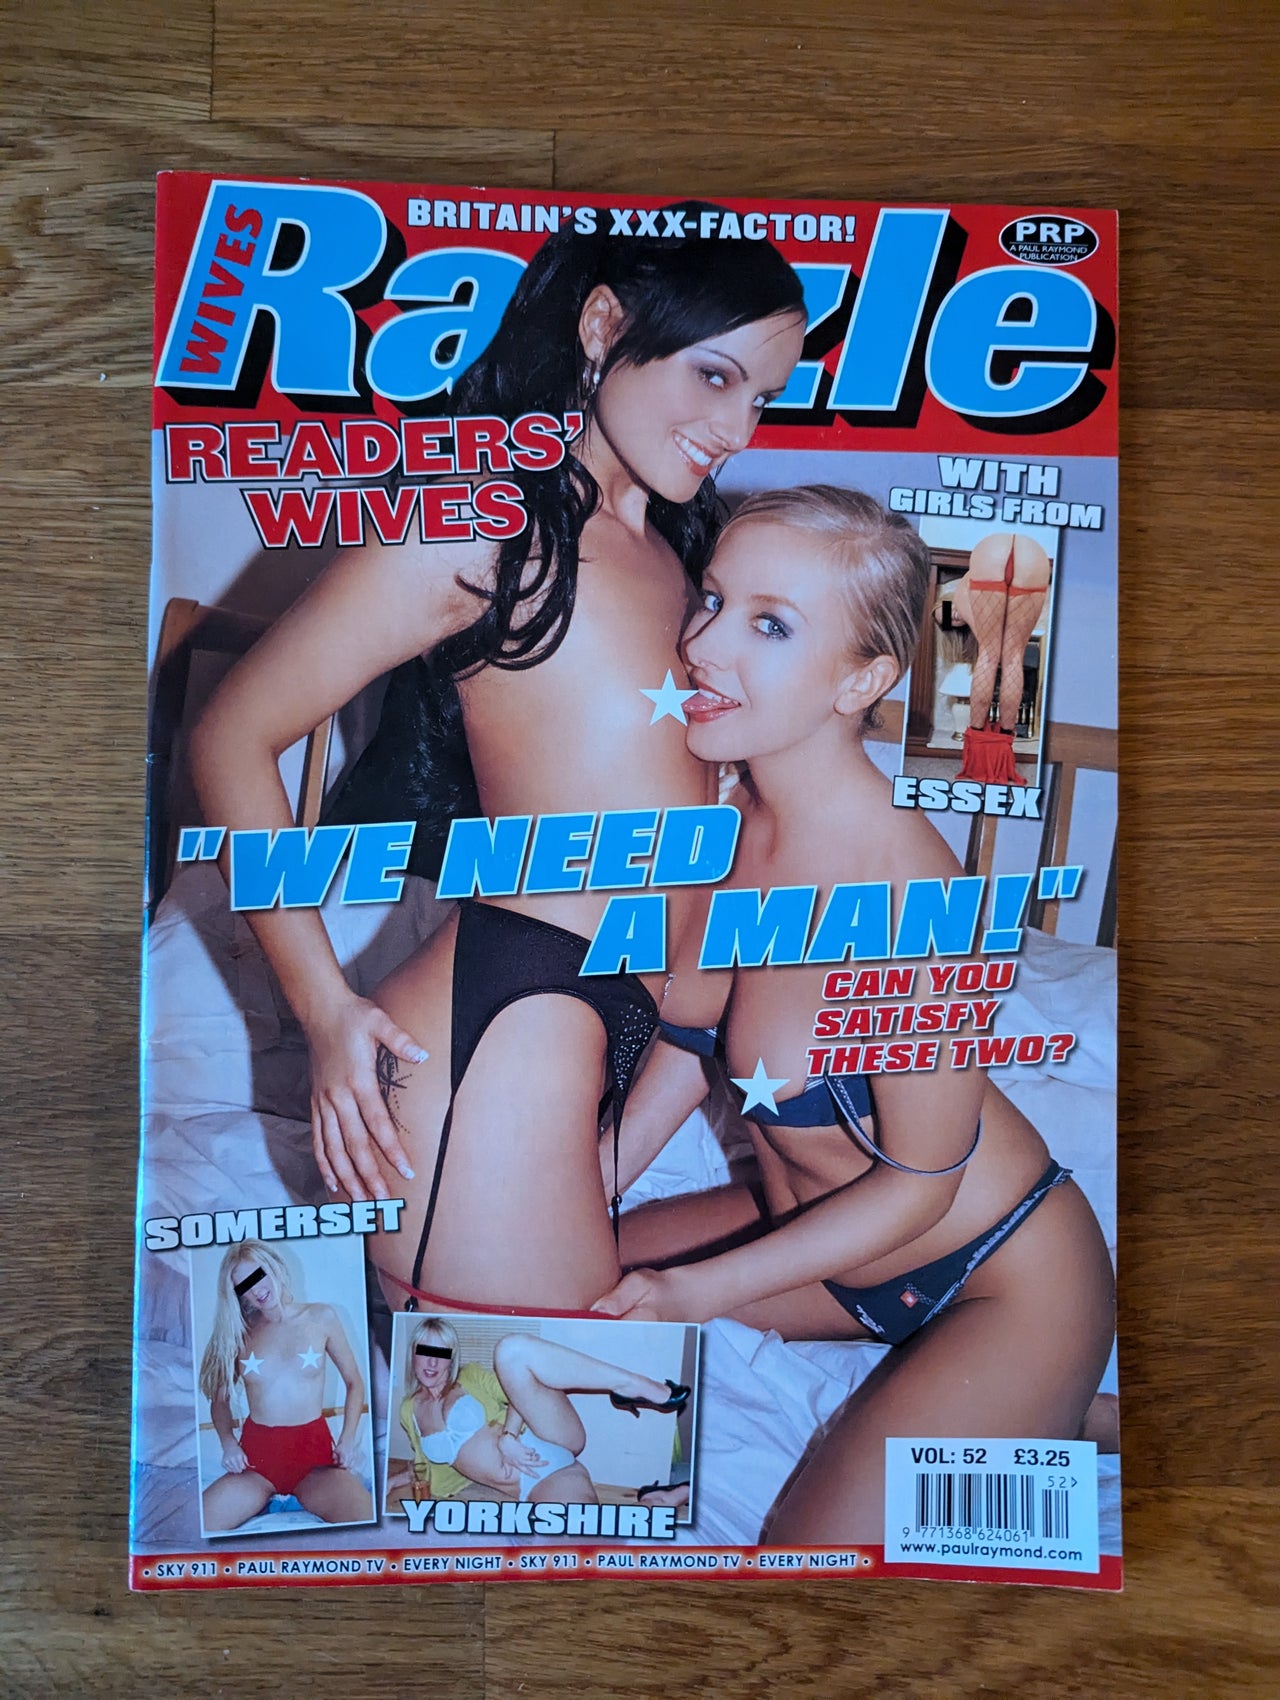 BRITAIN'S XXX-FACTOR!
WIVES
Razzle
PRP
A PAUL RAYMOND
PUBLICATION
READERS'
WIVES
WITH
GIRLS FROM
ESSEX
"WE NEED
A MAN!"
CAN YOU
SATISFY
THESE TWO?
SOMERSET
YORKSHIRE
VOL: 52 £3.25
52>
9 771368 624061
www.paulraymond.com
• SKY 911 • PAUL RAYMOND TV • EVERY NIGHT • SKY 911 • PAUL RAYMOND TV • EVERY NIGHT •